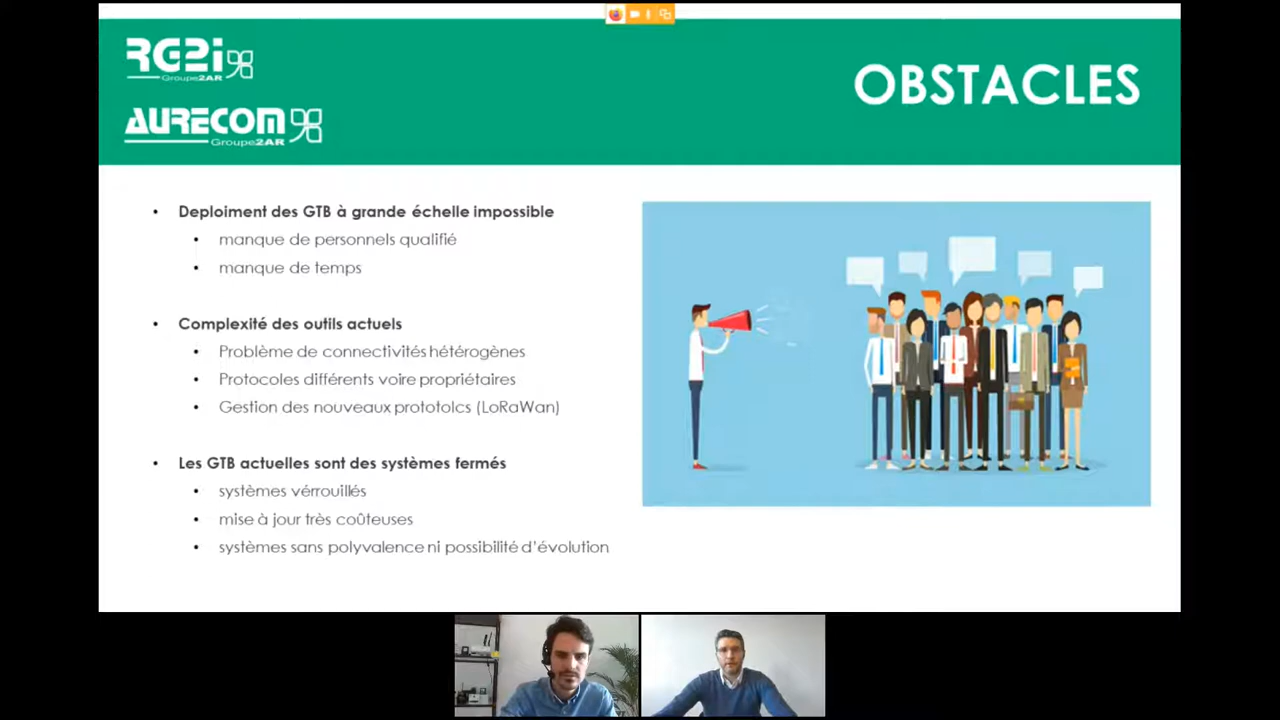 RG2i
Groupe2AR
AURECOM
Groupe2AR
OBSTACLES
• Deploiment des GTB à grande échelle impossible
• manque de personnels qualifié
• manque de temps
• Complexité des outils actuels
• Problème de connectivités hétérogènes
• Protocoles différents voire propriétaires
• Gestion des nouveaux prototolcs (LoRaWan)
• Les GTB actuelles sont des systèmes fermés
• systèmes vérrouillés
• mise à jour très coûteuses
• systèmes sans polyvalence ni possibilité d'évolution